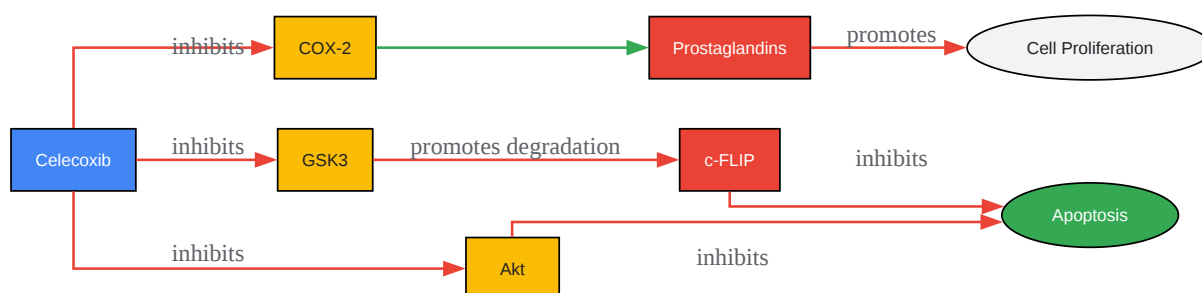 inhibits
COX-2
Prostaglandins
promotes
Cell Proliferation
Celecoxib
inhibits
GSK3
promotes degradation
c-FLIP
inhibits
Apoptosis
inhibits
Akt
inhibits